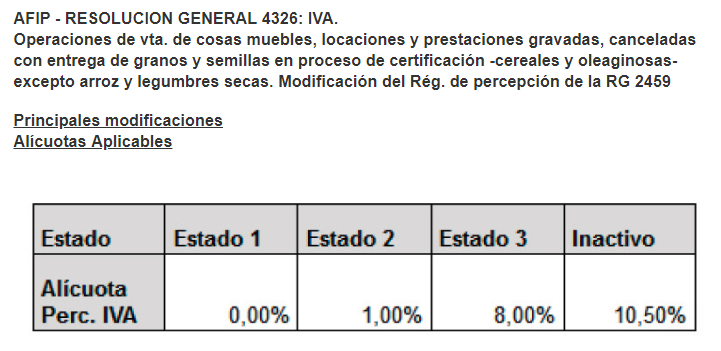 AFIP - RESOLUCION GENERAL 4326: IVA.
Operaciones de vta. de cosas muebles, locaciones y prestaciones gravadas, canceladas
con entrega de granos y semillas en proceso de certificación -cereales y oleaginosas-
excepto arroz y legumbres secas. Modificación del Rég. de percepción de la RG 2459
Principales modificaciones
Alícuotas Aplicables
Estado Estado 1 Estado 2 Estado 3 Inactivo
Alícuota
Perc. IVA 0,00% 1,00% 8,00% 10,50%